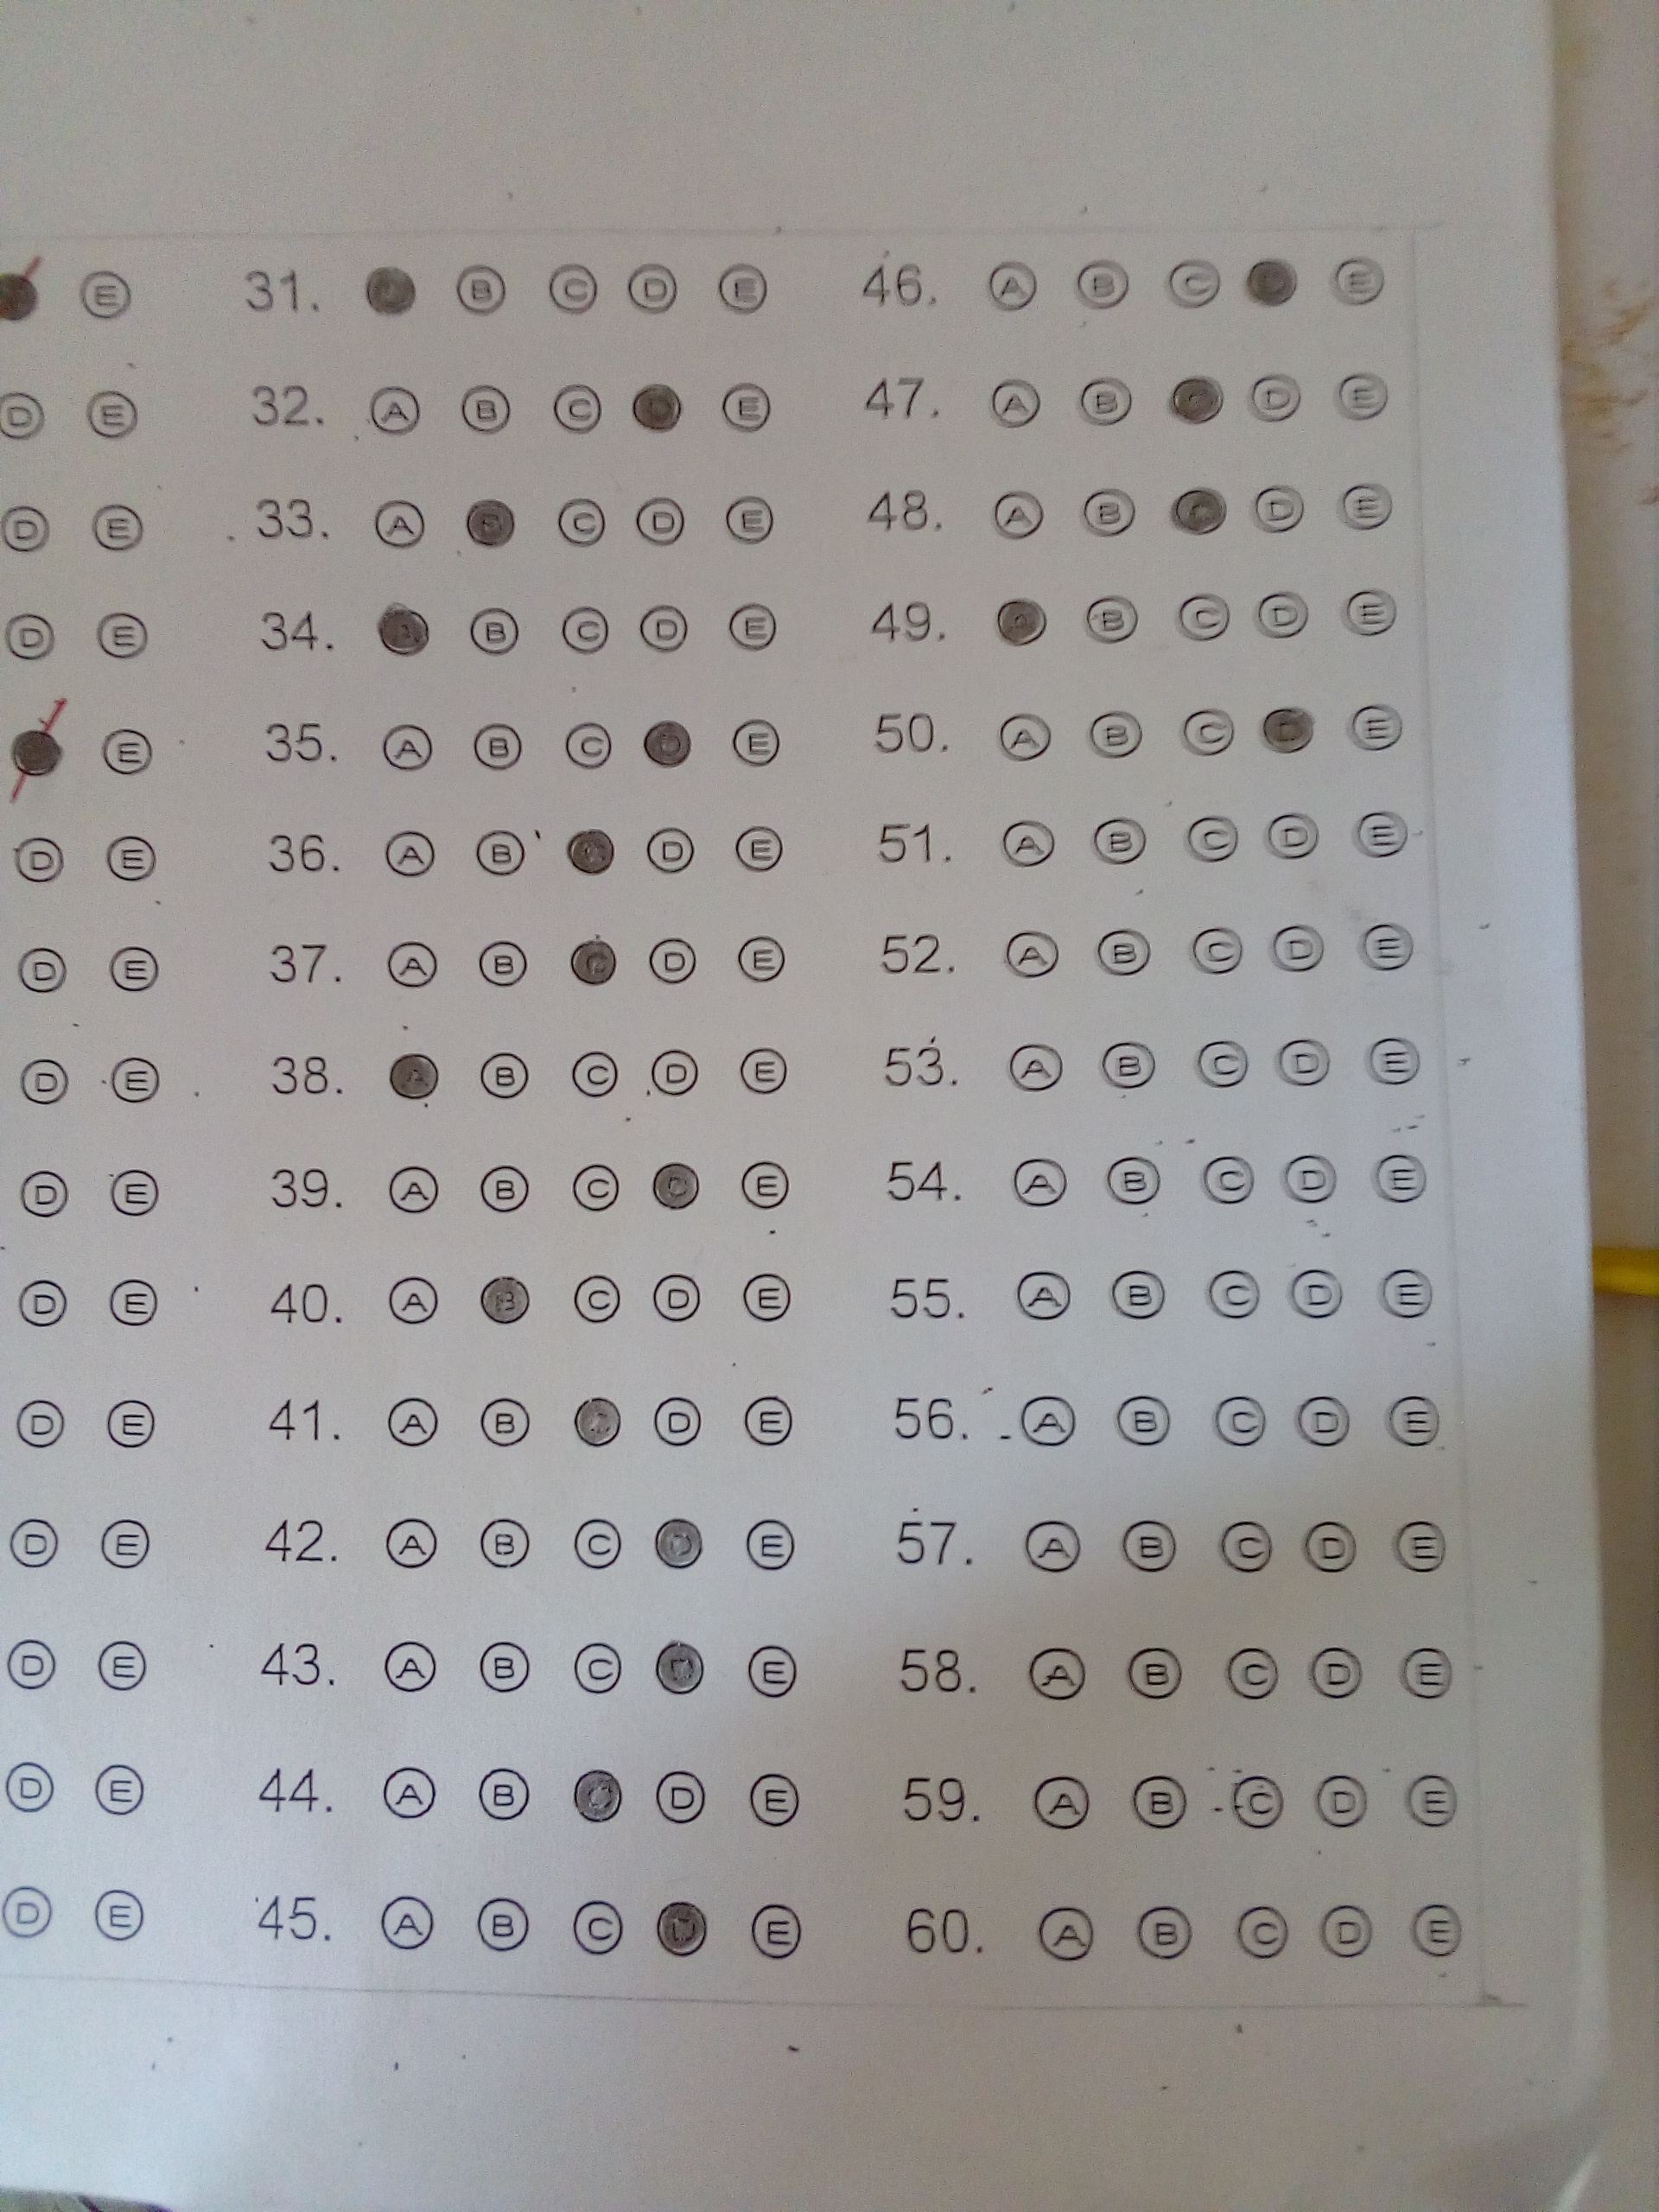 E 31. B C D E 46. A B C E
D E 32. A B C D E 47. A B C D E
D E 33. A B C D E 48. A B C D E
D E 34. A B C D E 49. A B C D E
E 35. A B C D E 50. A B C D E
D E 36. A B C D E 51. A B C D E
D E 37. A B C D E 52. A B C D E
D E 38. A B C D E 53. A B C D E
D E 39. A B C D E 54. A B C D E
D E 40. A B C D E 55. A B C D E
D E 41. A B C D E 56. A B C D E
D E 42. A B C D E 57. A B C D E
D E 43. A B C D E 58. A B C D E
D E 44. A B C D E 59. A B C D E
D E 45. A B C D E 60. A B C D E